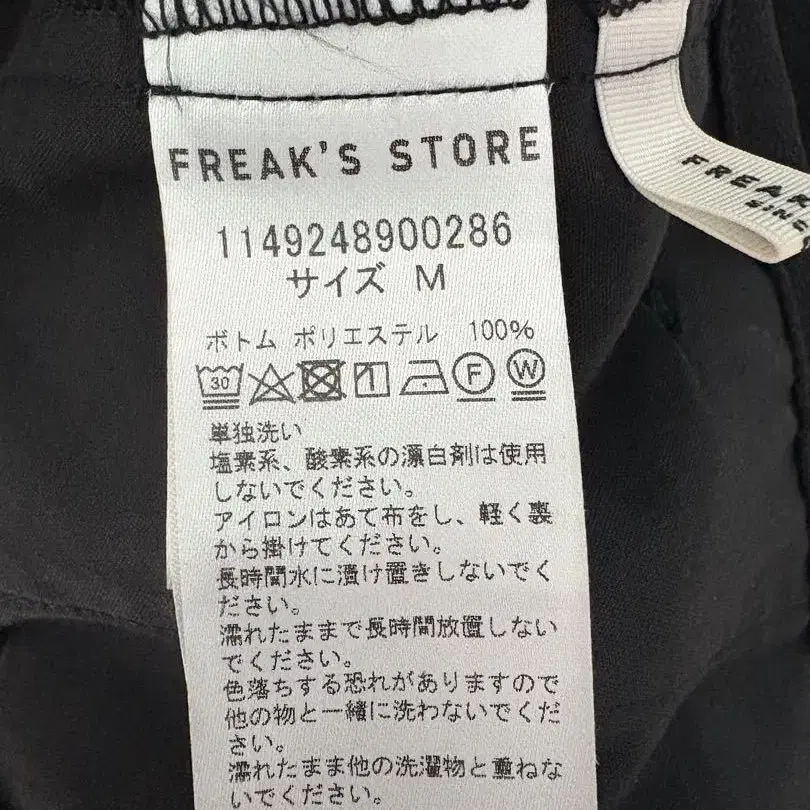 FREAK'S STORE
1149248900286
サイズ M
ボトム ポリエステル 100%
30 F W
単独洗い
塩素系、酸素系の漂白剤は使用
しないでください。
アイロンはあて布をし、軽く裏
から掛けてください。
長時間水に漬け置きしないでく
ださい。
濡れたままで長時間放置しない
でください。
色落ちする恐れがありますので
他の物と一緒に洗わないでくだ
さい。
濡れたまま他の洗濯物と重ねな
いでください。
FREAK
SINCE